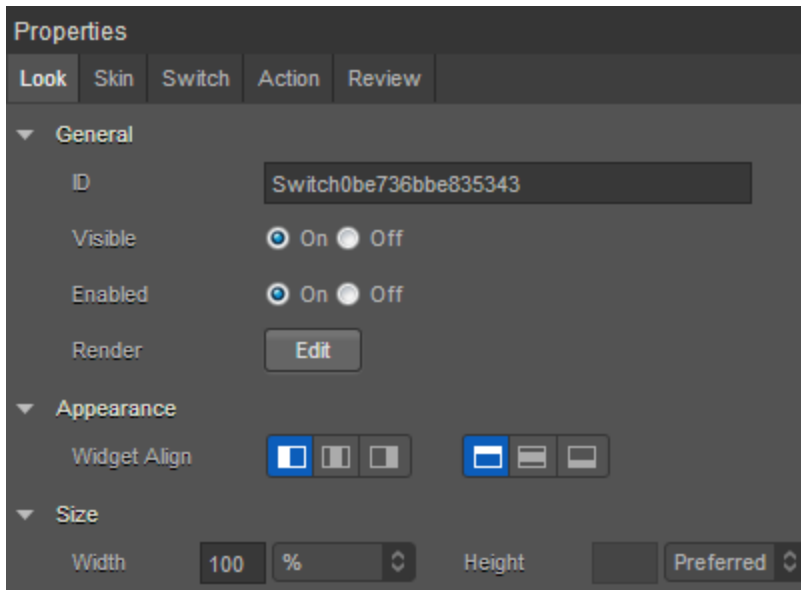 Properties
Look Skin Switch Action Review
General
ID Switch0be736bbe835343
Visible On Off
Enabled On Off
Render Edit
Appearance
Widget Align
Size
Width 100 % Height Preferred